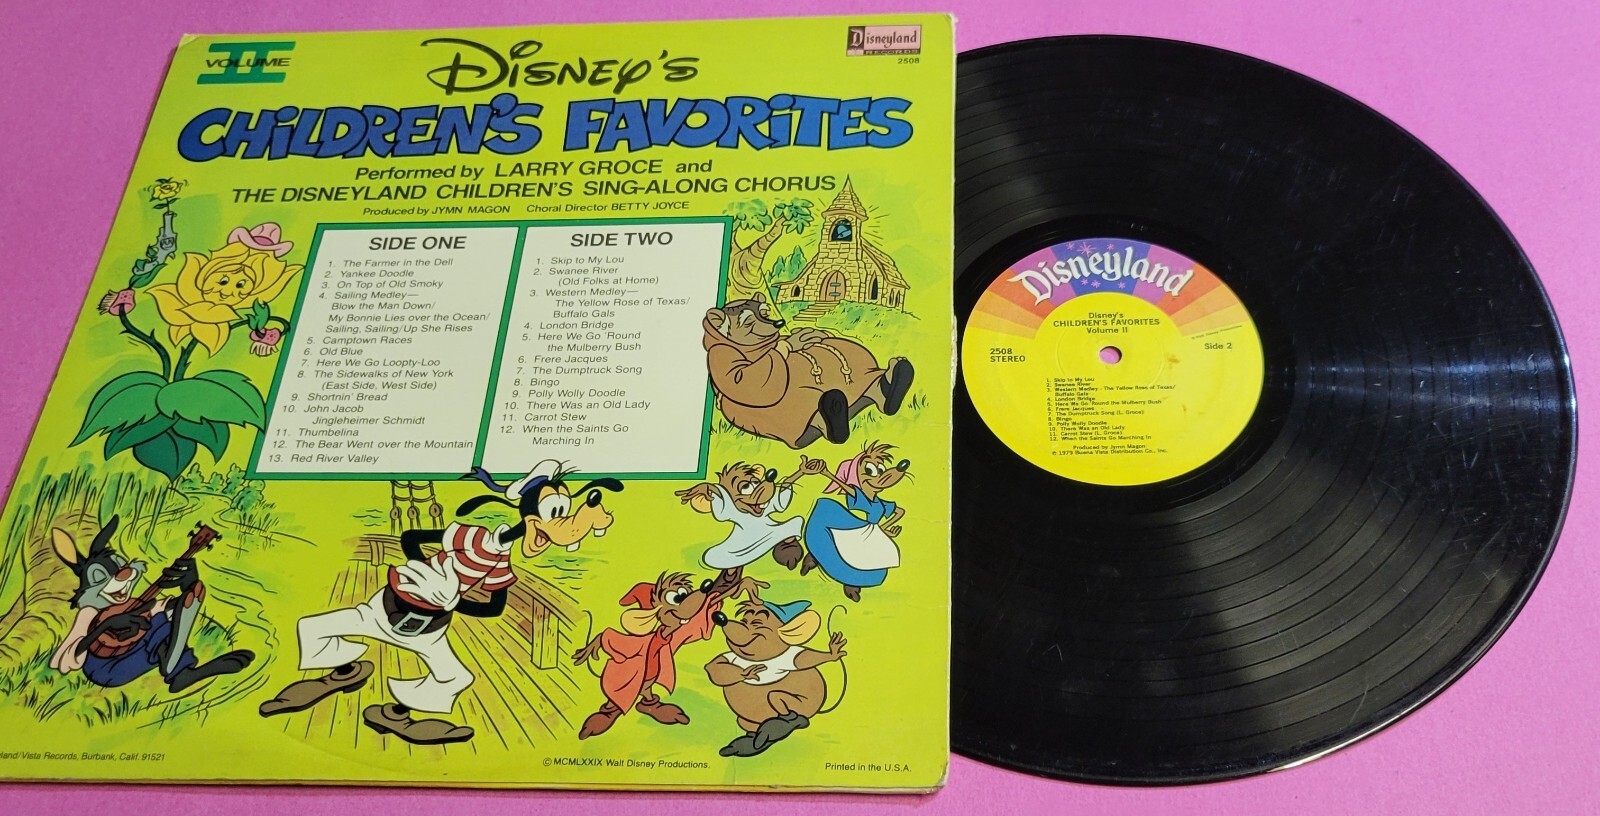 VOLUME
II
DISNEY'S
Disneyland
RECORDS
2508
CHILDREN'S FAVORITES
Performed by LARRY GROCE and
THE DISNEYLAND CHILDREN'S SING-ALONG CHORUS
Produced by JYMN MAGON Choral Director BETTY JOYCE
SIDE ONE
1. The Farmer in the Dell
2. Yankee Doodle
3. On Top of Old Smoky
4. Sailing Medley—
Blow the Man Down/
My Bonnie Lies over the Ocean/
Sailing, Sailing/Up She Rises
5. Camptown Races
6. Old Blue
7. Here We Go Loopty-Loo
8. The Sidewalks of New York
(East Side, West Side)
9. Shortnin' Bread
10. John Jacob
Jingleheimer Schmidt
11. Thumbelina
12. The Bear Went over the Mountain
13. Red River Valley
SIDE TWO
1. Skip to My Lou
2. Swanee River
(Old Folks at Home)
3. Western Medley—
The Yellow Rose of Texas/
Buffalo Gals
4. London Bridge
5. Here We Go 'Round
the Mulberry Bush
6. Frere Jacques
7. The Dumptruck Song
8. Bingo
9. Polly Wolly Doodle
10. There Was an Old Lady
11. Carrot Stew
12. When the Saints Go
Marching In
land/Vista Records, Burbank, Calif. 91521
© MCMLXXIX Walt Disney Productions.
Printed in the U.S.A.
Disneyland
Disney's
CHILDREN'S FAVORITES
Volume II
2508
STEREO
Side 2
1. Skip to My Lou
2. Swanee River
3. Western Medley - The Yellow Rose of Texas/
Buffalo Gals
4. London Bridge
5. Here We Go 'Round the Mulberry Bush
6. Frere Jacques
7. The Dumptruck Song (L. Groce)
8. Bingo
9. Polly Wolly Doodle
10. There Was an Old Lady
11. Carrot Stew (L. Groce)
12. When the Saints Go Marching In
Produced by Jymn Magon
© 1979 Buena Vista Distribution Co., Inc.